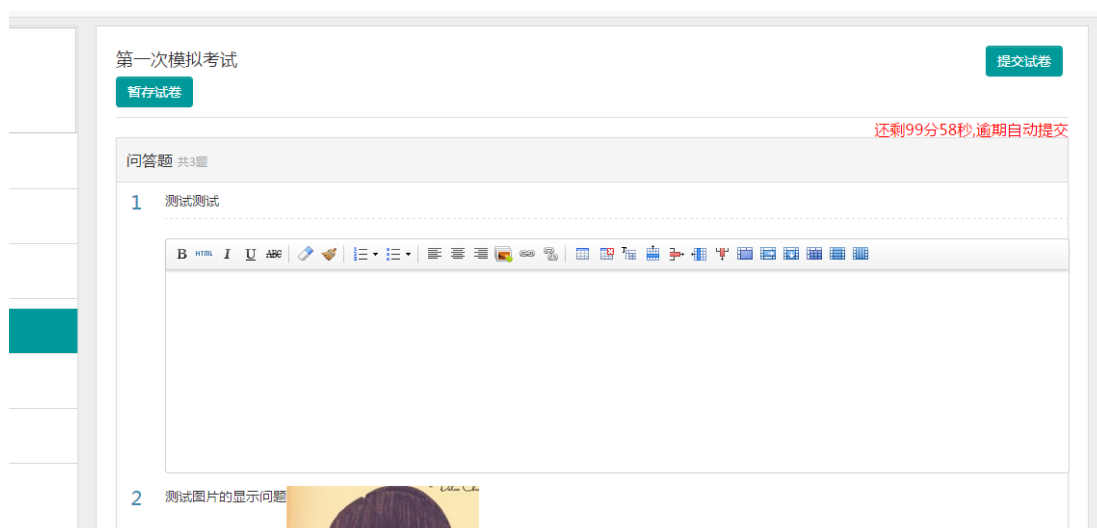 第一次模拟考试
提交试卷
暂存试卷
还剩99分58秒,逾期自动提交
问答题 共3题
1 测试测试
B HTML I U ABC
2 测试图片的显示问题